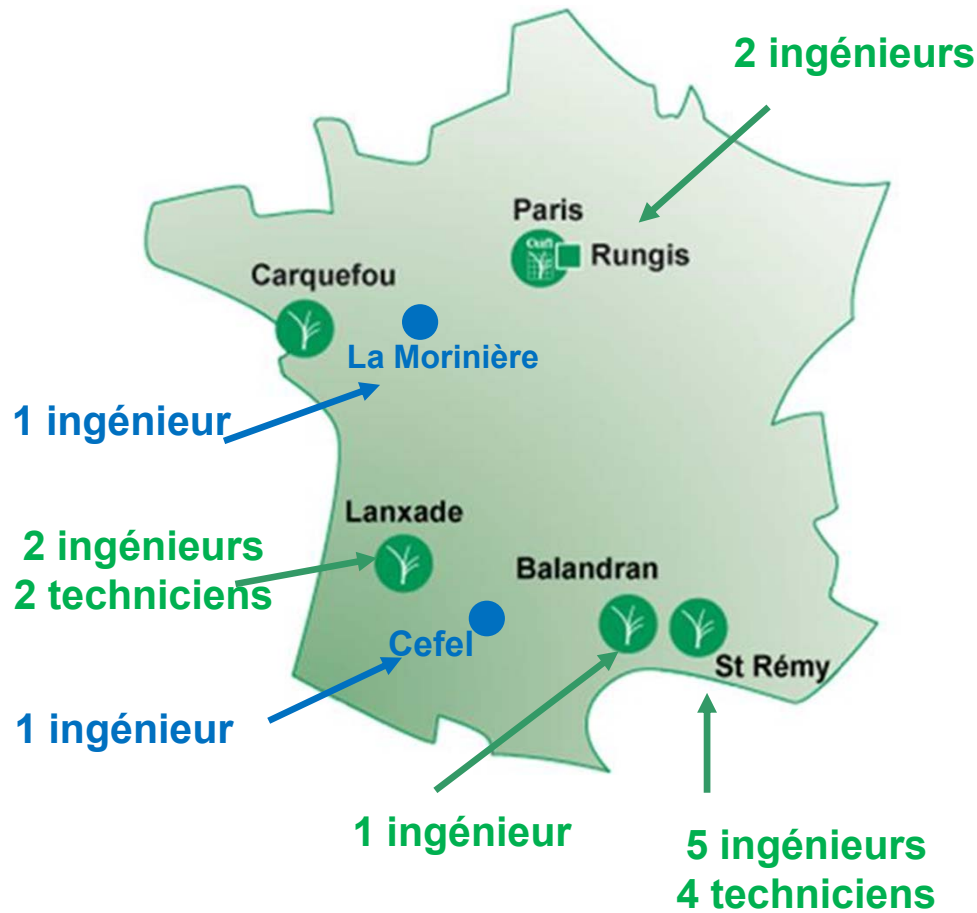 2 ingénieurs
Paris
Ctifl
Rungis
Carquefou
La Morinière
1 ingénieur
Lanxade
2 ingénieurs
2 techniciens
Balandran
Cefel
St Rémy
1 ingénieur
1 ingénieur
5 ingénieurs
4 techniciens